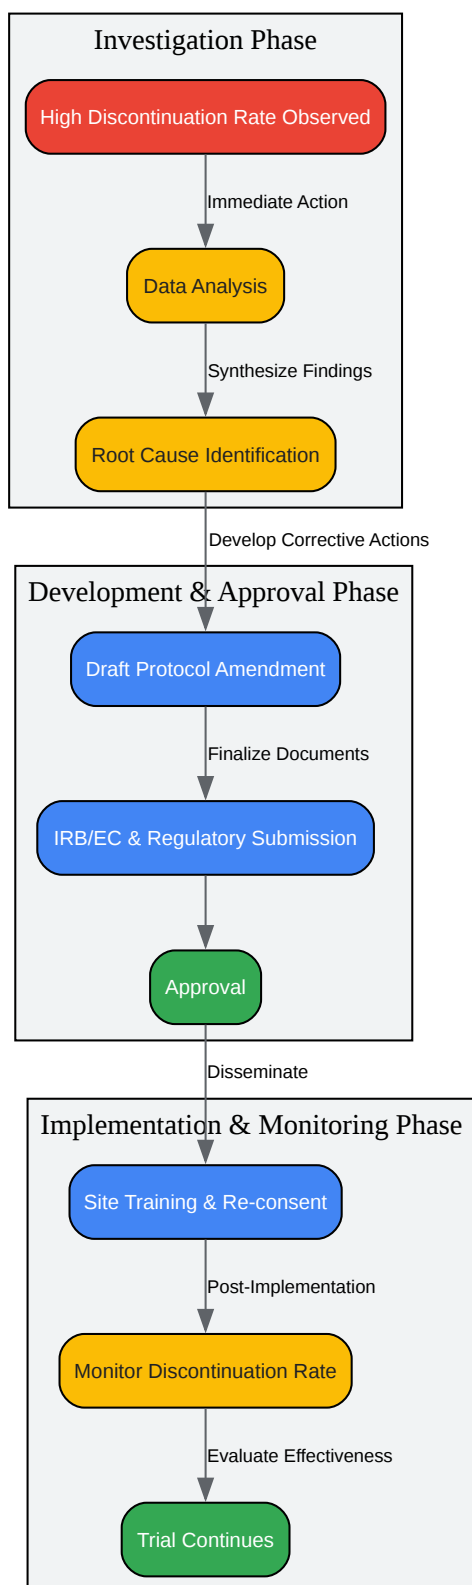 Investigation Phase
High Discontinuation Rate Observed
Immediate Action
Data Analysis
Synthesize Findings
Root Cause Identification
Develop Corrective Actions
Development & Approval Phase
Draft Protocol Amendment
Finalize Documents
IRB/EC & Regulatory Submission
Approval
Disseminate
Implementation & Monitoring Phase
Site Training & Re-consent
Post-Implementation
Monitor Discontinuation Rate
Evaluate Effectiveness
Trial Continues